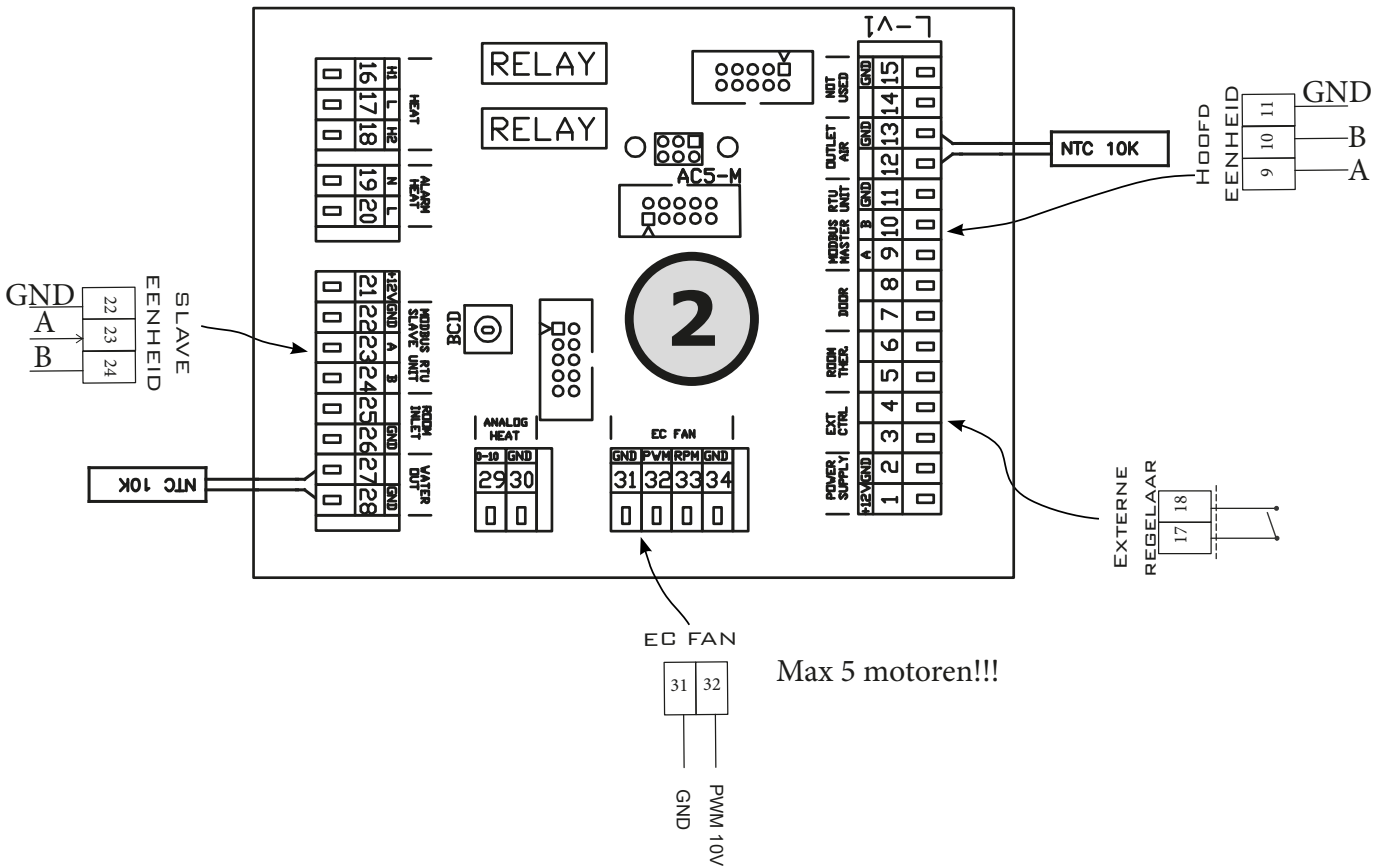 L-V1
RELAY
RELAY
AC5-M
2
BCD
0
16 H1
17 L
18 H2
HEAT
19 N
20 L
ALARM
HEAT
21 +12V
22 GND
23 A
24 B
MODBUS RTU
SLAVE UNIT
25
26 GND
ROOM
INLET
27
28 GND
WATER
OUT
NTC 10K
GND
A
B
22
23
24
SLAVE
EENHEID
ANALOG
HEAT
0-10 GND
29 30
EC FAN
GND PWM RPM GND
31 32 33 34
NOT
USED
GND 15
14
OUTLET
AIR
GND 13
12
MODBUS RTU
MASTER UNIT
GND 11
B 10
A 9
DOOR
8
7
ROOM
THER.
6
5
EXT
CTRL
4
3
POWER
SUPPLY
GND 2
+12V 1
NTC 10K
HOOFD
EENHEID
11 GND
10 B
9 A
EXTERNE
REGELAAR
18
17
EC FAN
31 32
GND
PWM 10V
Max 5 motoren!!!